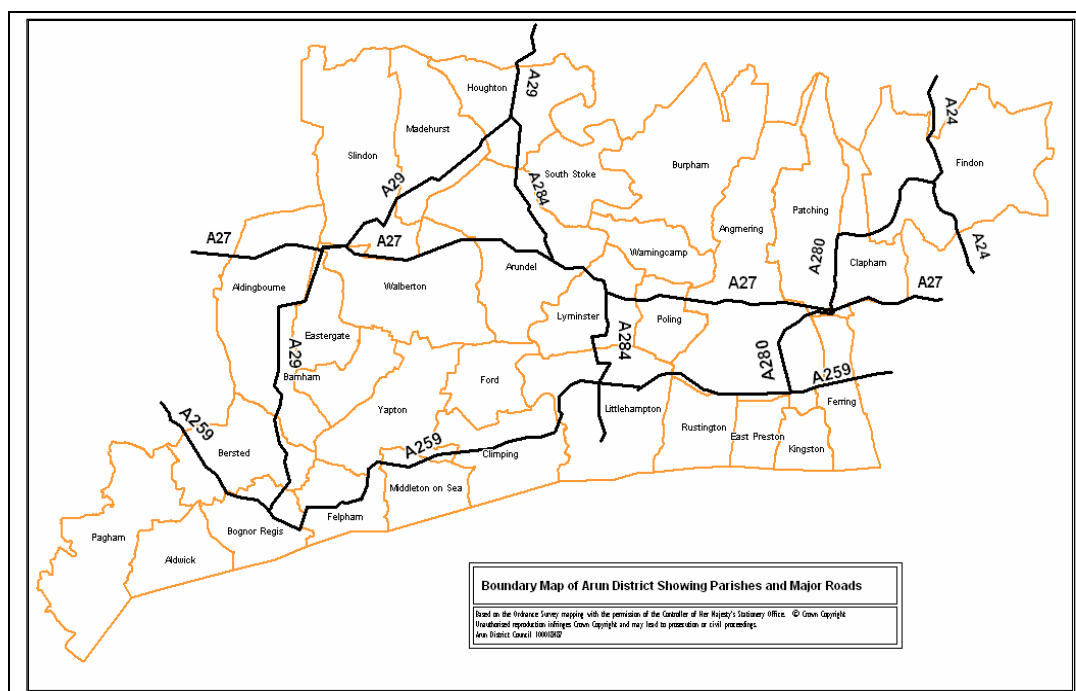 Houghton
A29
A24
Madehurst
Slindon
Findon
Burpham
South Stoke
A29
A284
Patching
Angmering
A27
A27
Warningcamp
A280
A24
Arundel
Clapham
A27
A27
Aldingbourne
Walberton
Lyminster
Poling
Eastergate
A29
A284
A280
Barnham
Ford
A259
Yapton
Littlehampton
Ferring
A259
Rustington
East Preston
Kingston
A259
Bersted
Climping
Middleton on Sea
Felpham
Bognor Regis
Pagham
Aldwick
Boundary Map of Arun District Showing Parishes and Major Roads
Based on the Ordnance Survey mapping with the permission of the Controller of Her Majesty's Stationery Office. © Crown Copyright
Unauthorised reproduction infringes Crown Copyright and may lead to prosecution or civil proceedings.
Arun District Council